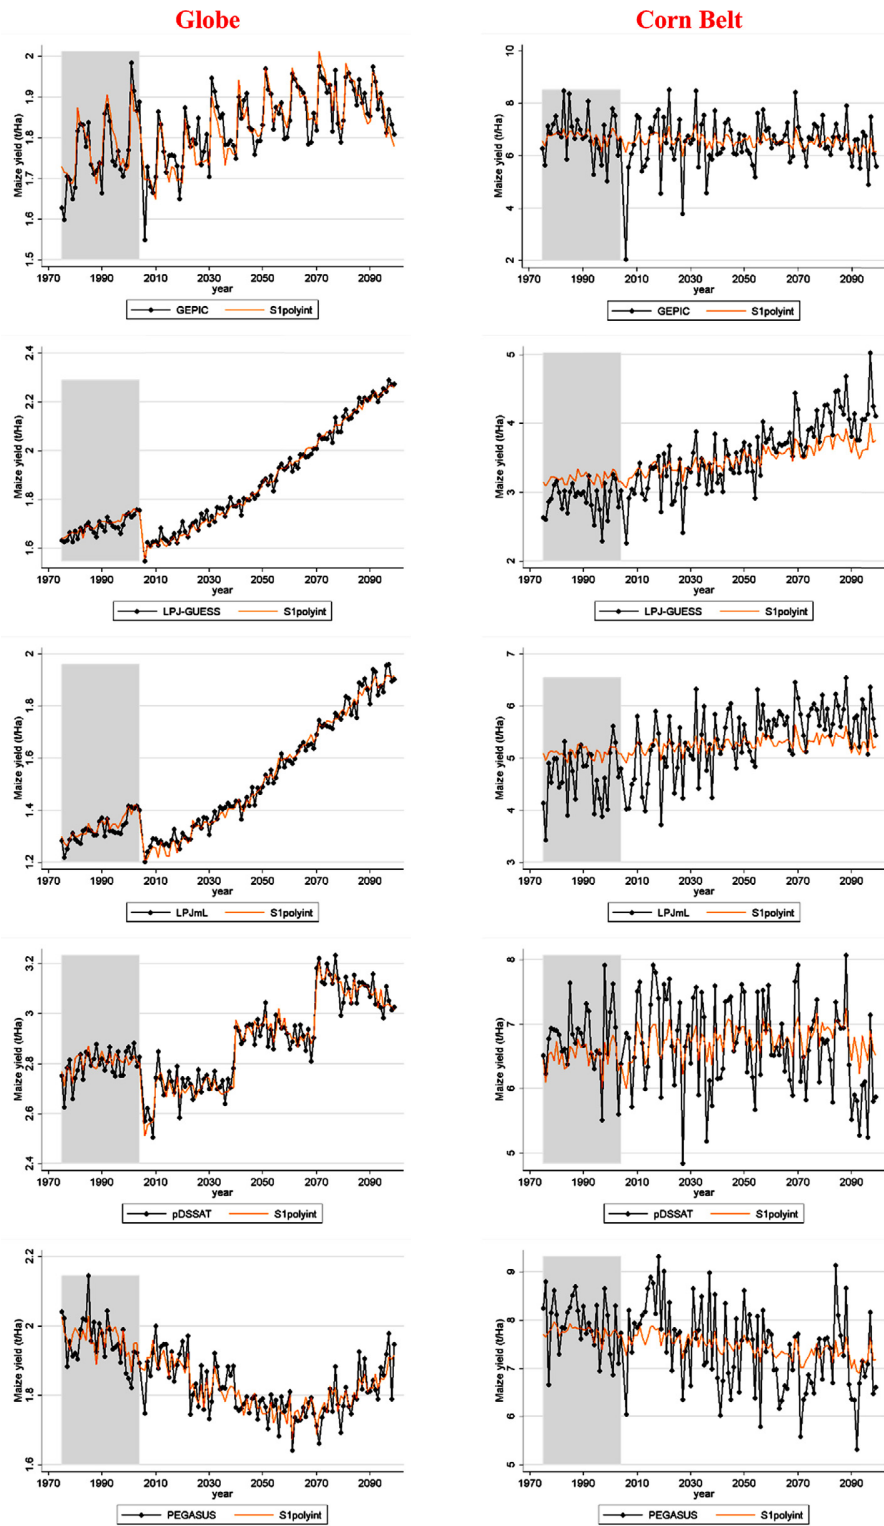 Globe
Corn Belt
Maize yield (t/Ha)
2
1.9
1.8
1.7
1.6
1.5
1970 1990 2010 2030 2050 2070 2090
year
GEPIC S1polyint
Maize yield (t/Ha)
10
8
6
4
2
1970 1990 2010 2030 2050 2070 2090
year
GEPIC S1polyint
Maize yield (t/Ha)
2.4
2.2
2
1.8
1.6
1970 1990 2010 2030 2050 2070 2090
year
LPJ-GUESS S1polyint
Maize yield (t/Ha)
5
4
3
2
1970 1990 2010 2030 2050 2070 2090
year
LPJ-GUESS S1polyint
Maize yield (t/Ha)
2
1.8
1.6
1.4
1.2
1970 1990 2010 2030 2050 2070 2090
year
LPJmL S1polyint
Maize yield (t/Ha)
7
6
5
4
3
1970 1990 2010 2030 2050 2070 2090
year
LPJmL S1polyint
Maize yield (t/Ha)
3.2
3
2.8
2.6
2.4
1970 1990 2010 2030 2050 2070 2090
year
pDSSAT S1polyint
Maize yield (t/Ha)
8
7
6
5
1970 1990 2010 2030 2050 2070 2090
year
pDSSAT S1polyint
Maize yield (t/Ha)
2.2
2
1.8
1.6
1970 1990 2010 2030 2050 2070 2090
year
PEGASUS S1polyint
Maize yield (t/Ha)
9
8
7
6
5
1970 1990 2010 2030 2050 2070 2090
year
PEGASUS S1polyint